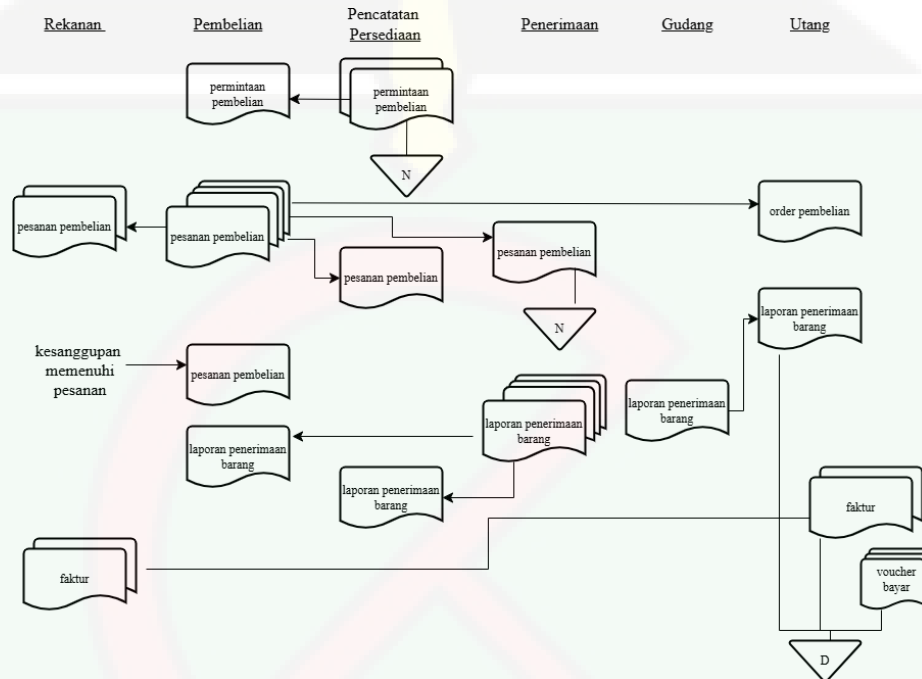 Rekanan
Pembelian
Pencatatan
Persediaan
Penerimaan
Gudang
Utang
permintaan
pembelian
permintaan
pembelian
N
pesanan pembelian
pesanan pembelian
pesanan pembelian
pesanan pembelian
order pembelian
N
laporan penerimaan
barang
kesanggupan
memenuhi
pesanan
pesanan pembelian
laporan penerimaan
barang
laporan penerimaan
barang
laporan penerimaan
barang
laporan penerimaan
barang
faktur
faktur
voucher
bayar
D